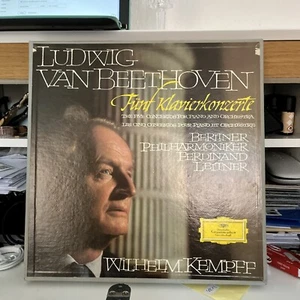 LUDWIG
VAN BEETHOVEN
Fünf Klavierkonzerte
THE FIVE CONCERTOS FOR PIANO AND ORCHESTRA
LES CINQ CONCERTOS POUR PIANO ET ORCHESTRE
BERLINER
PHILHARMONIKER
FERDINAND
LEITNER
WILHELM KEMPFF